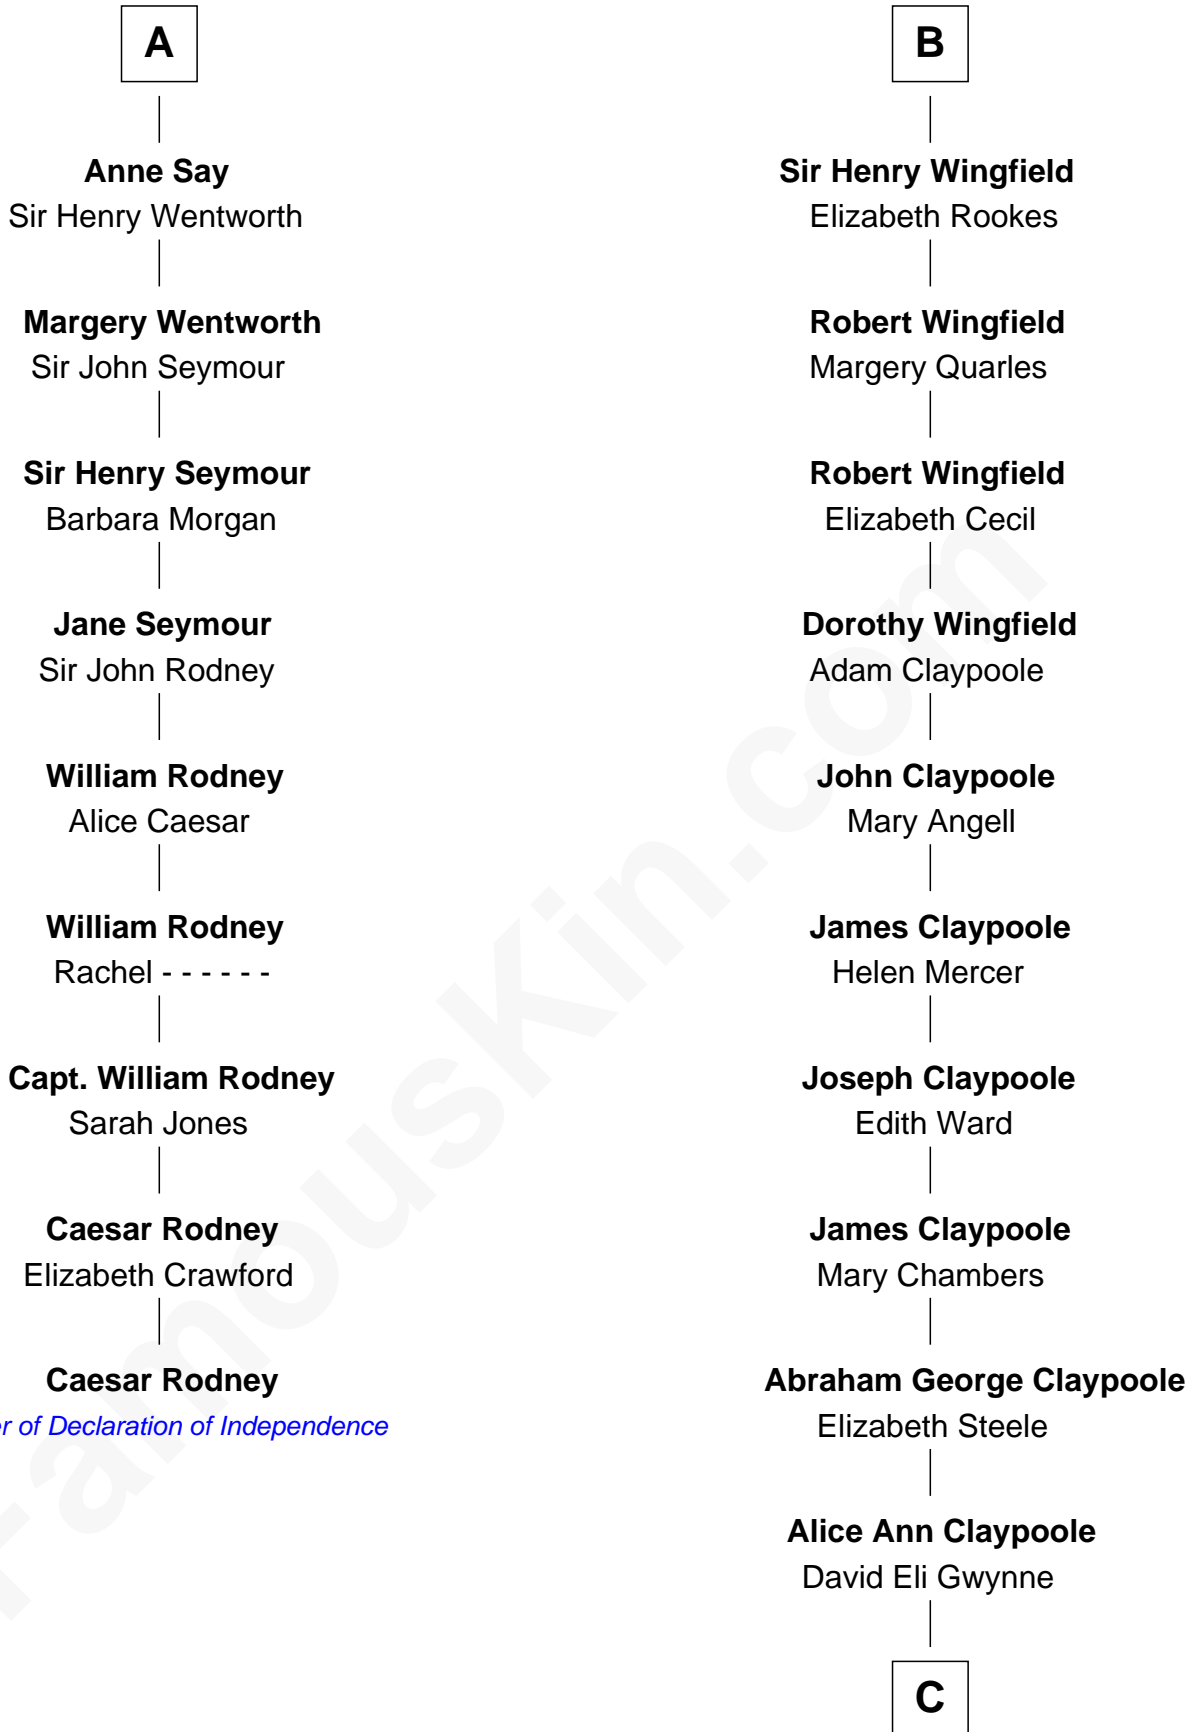 A
Anne Say
Sir Henry Wentworth
Margery Wentworth
Sir John Seymour
Sir Henry Seymour
Barbara Morgan
Jane Seymour
Sir John Rodney
William Rodney
Alice Caesar
William Rodney
Rachel - - - - - -
Capt. William Rodney
Sarah Jones
Caesar Rodney
Elizabeth Crawford
Caesar Rodney
of Declaration of Independence
B
Sir Henry Wingfield
Elizabeth Rookes
Robert Wingfield
Margery Quarles
Robert Wingfield
Elizabeth Cecil
Dorothy Wingfield
Adam Claypoole
John Claypoole
Mary Angell
James Claypoole
Helen Mercer
Joseph Claypoole
Edith Ward
James Claypoole
Mary Chambers
Abraham George Claypoole
Elizabeth Steele
Alice Ann Claypoole
David Eli Gwynne
C
FamousKin.com